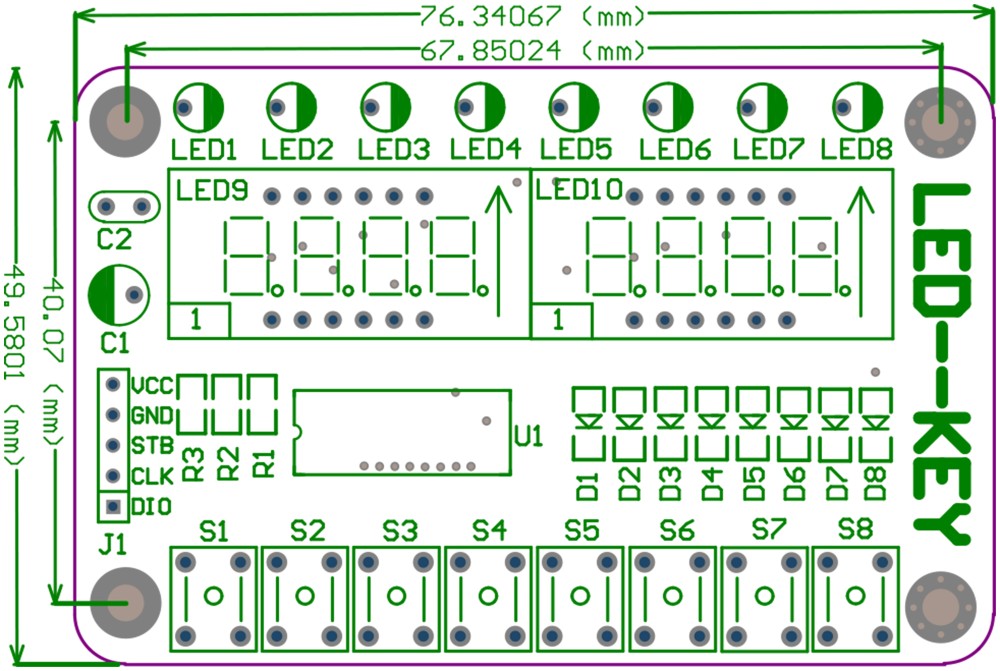 76.34067 (mm)
67.85024 (mm)
49.5801 (mm)
40.07 (mm)
LED1 LED2 LED3 LED4 LED5 LED6 LED7 LED8
LED9 LED10
C2
1 1
C1
LED--KEY
VCC
GND
STB
CLK
DIO
J1
R3 R2 R1
U1
D1 D2 D3 D4 D5 D6 D7 D8
S1 S2 S3 S4 S5 S6 S7 S8